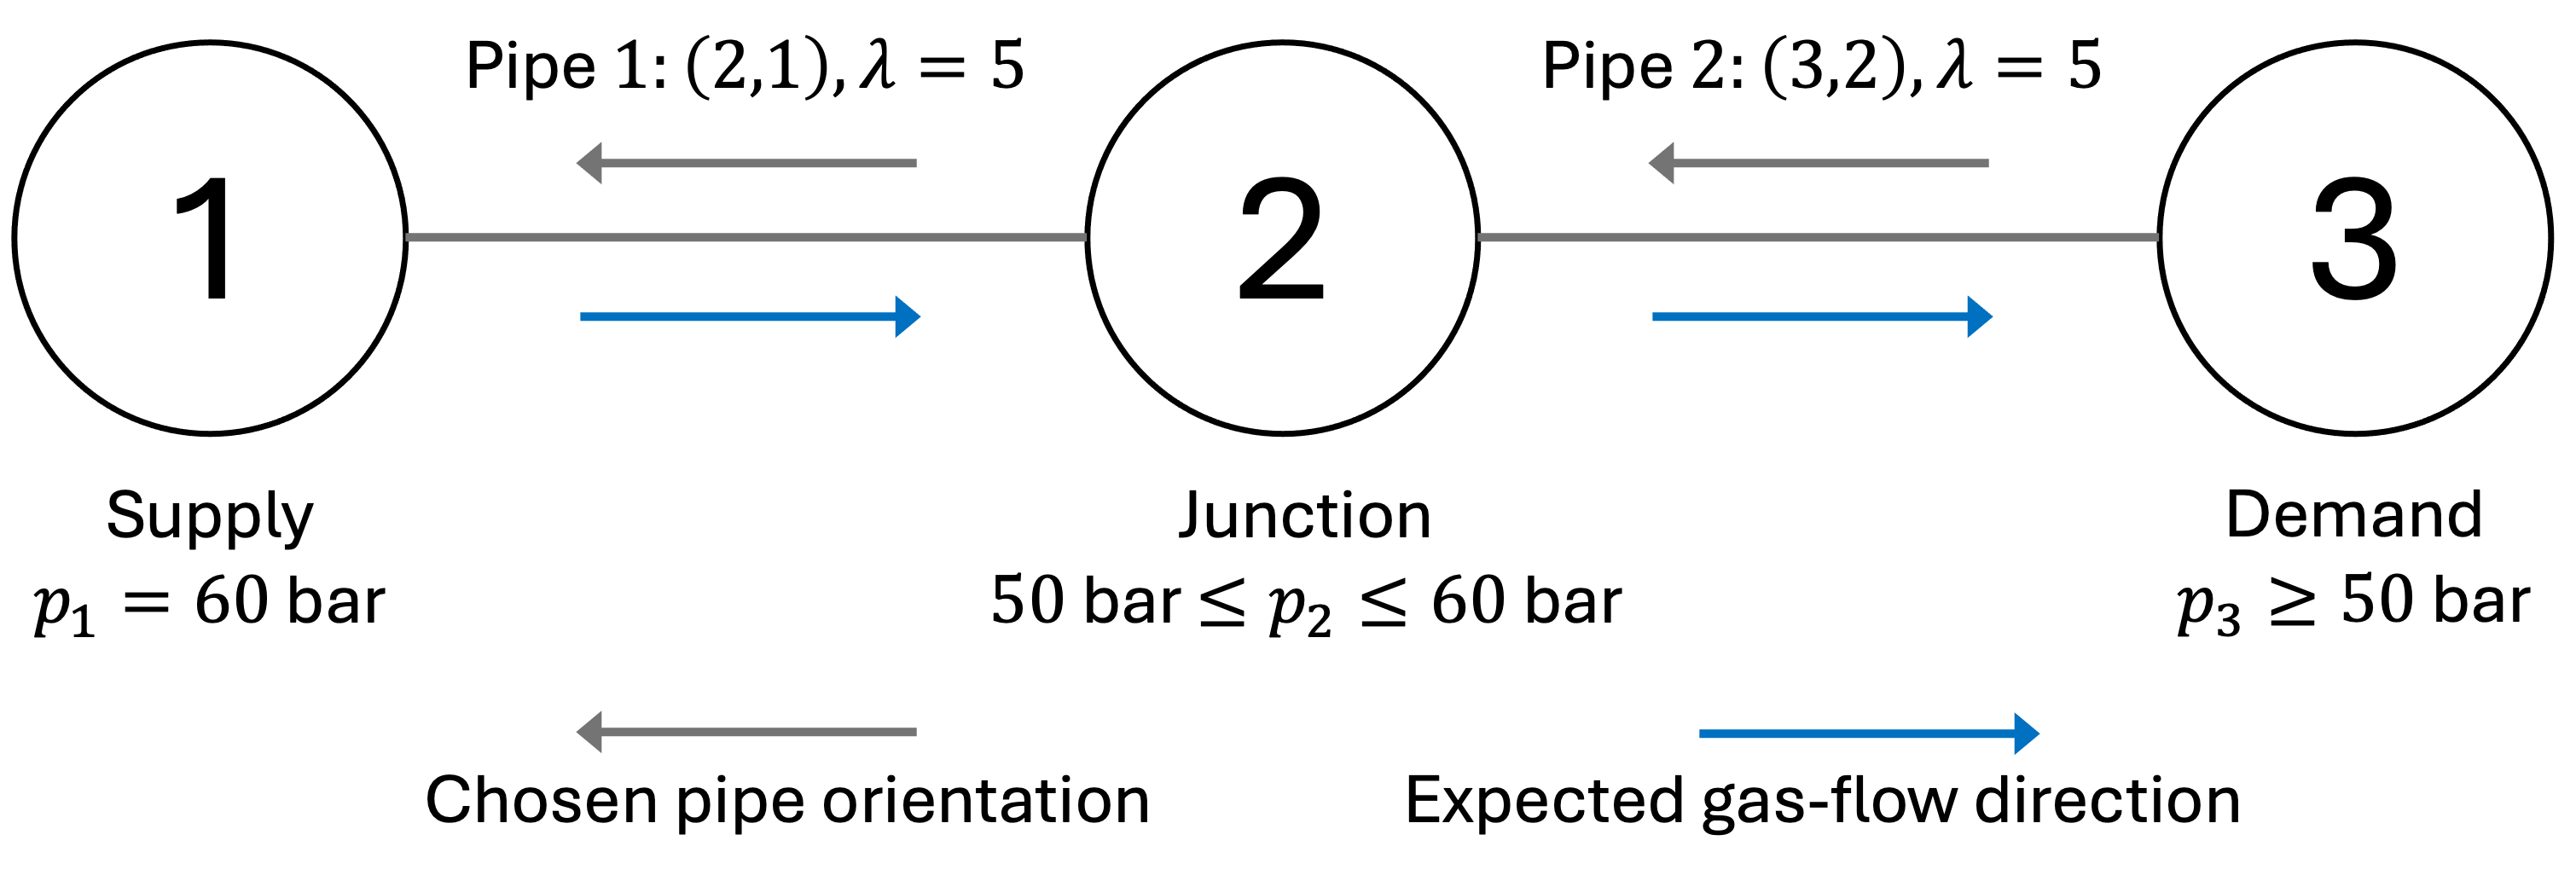 Pipe 1: (2,1), λ = 5
Pipe 2: (3,2), λ = 5
1
2
3
Supply
Junction
Demand
p₁ = 60 bar
50 bar ≤ p₂ ≤ 60 bar
p₃ ≥ 50 bar
Chosen pipe orientation
Expected gas-flow direction